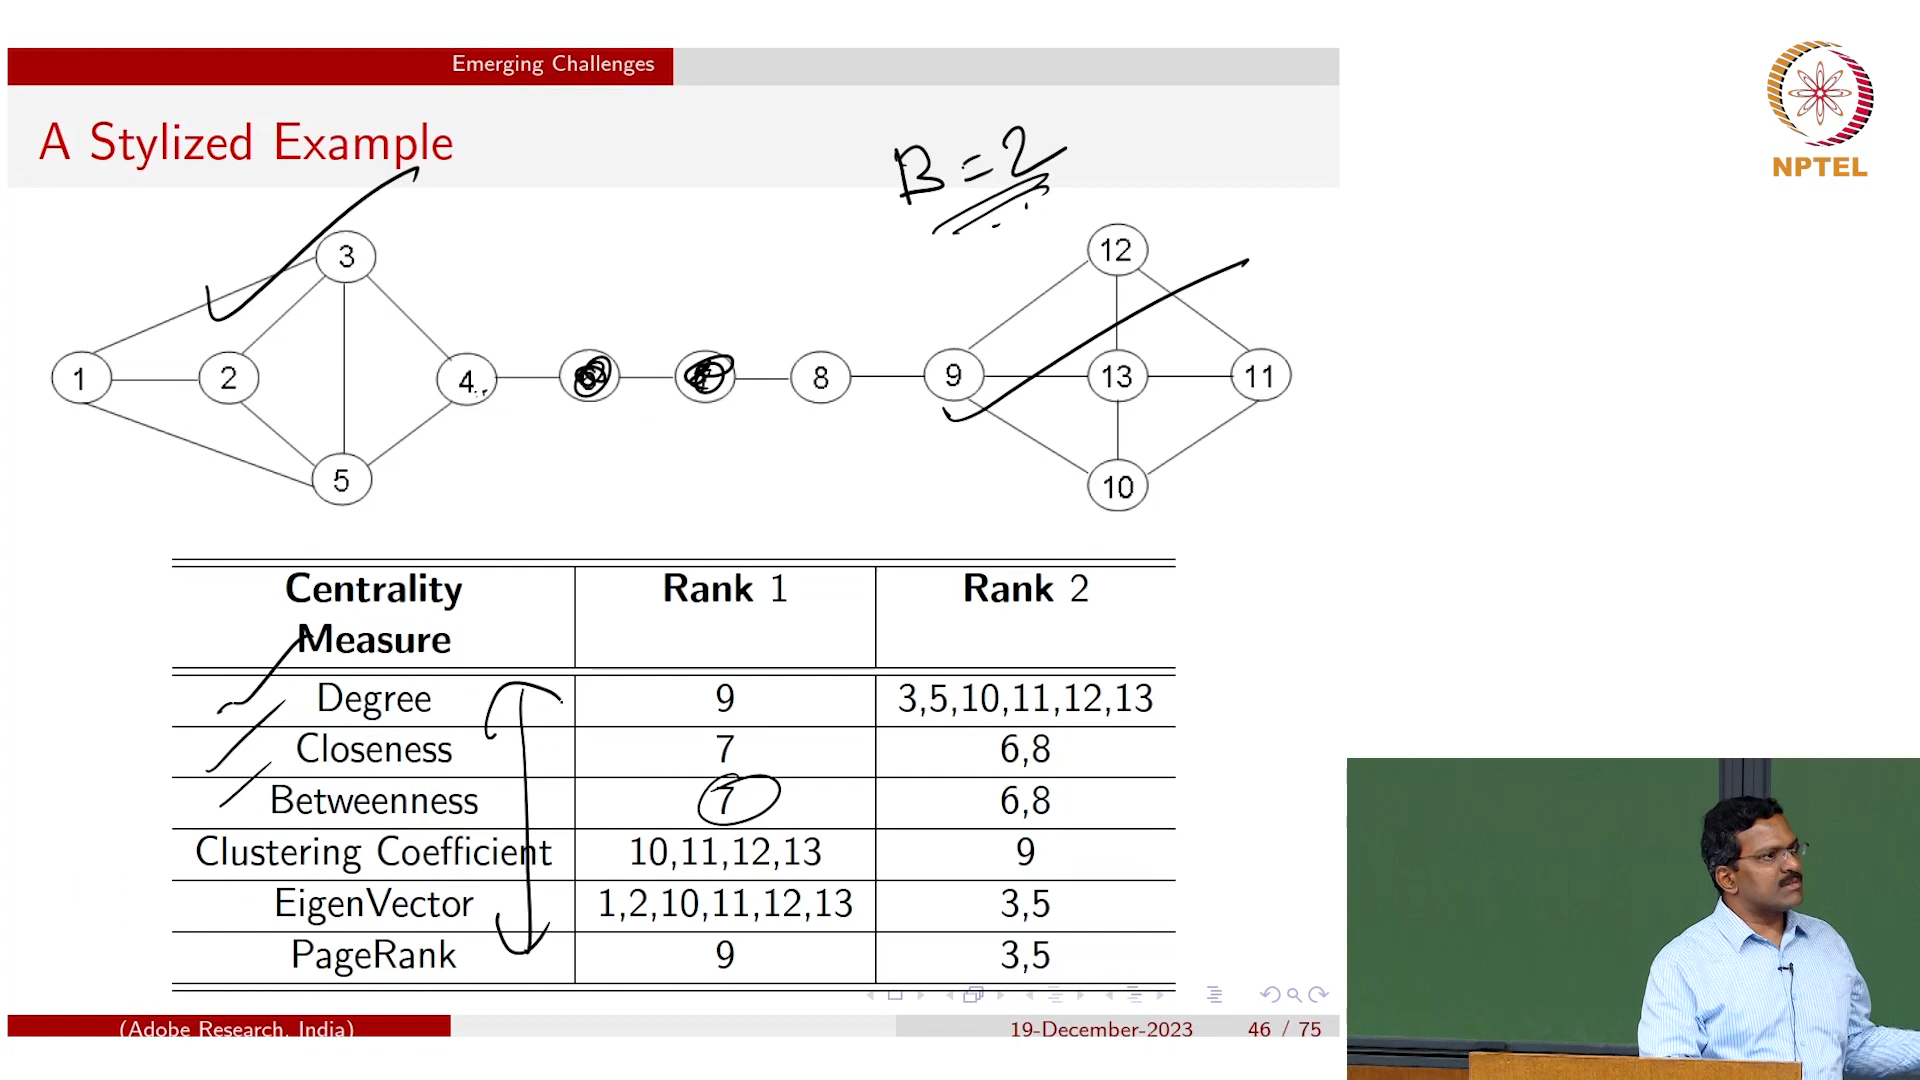 Emerging Challenges
A Stylized Example
B = 2
NPTEL
3
12
1
2
4
8
9
13
11
5
10
Centrality Measure	Rank 1	Rank 2
Degree	9	3,5,10,11,12,13
Closeness	7	6,8
Betweenness	7	6,8
Clustering Coefficient	10,11,12,13	9
EigenVector	1,2,10,11,12,13	3,5
PageRank	9	3,5
(Adobe Research, India)
19-December-2023
46 / 75